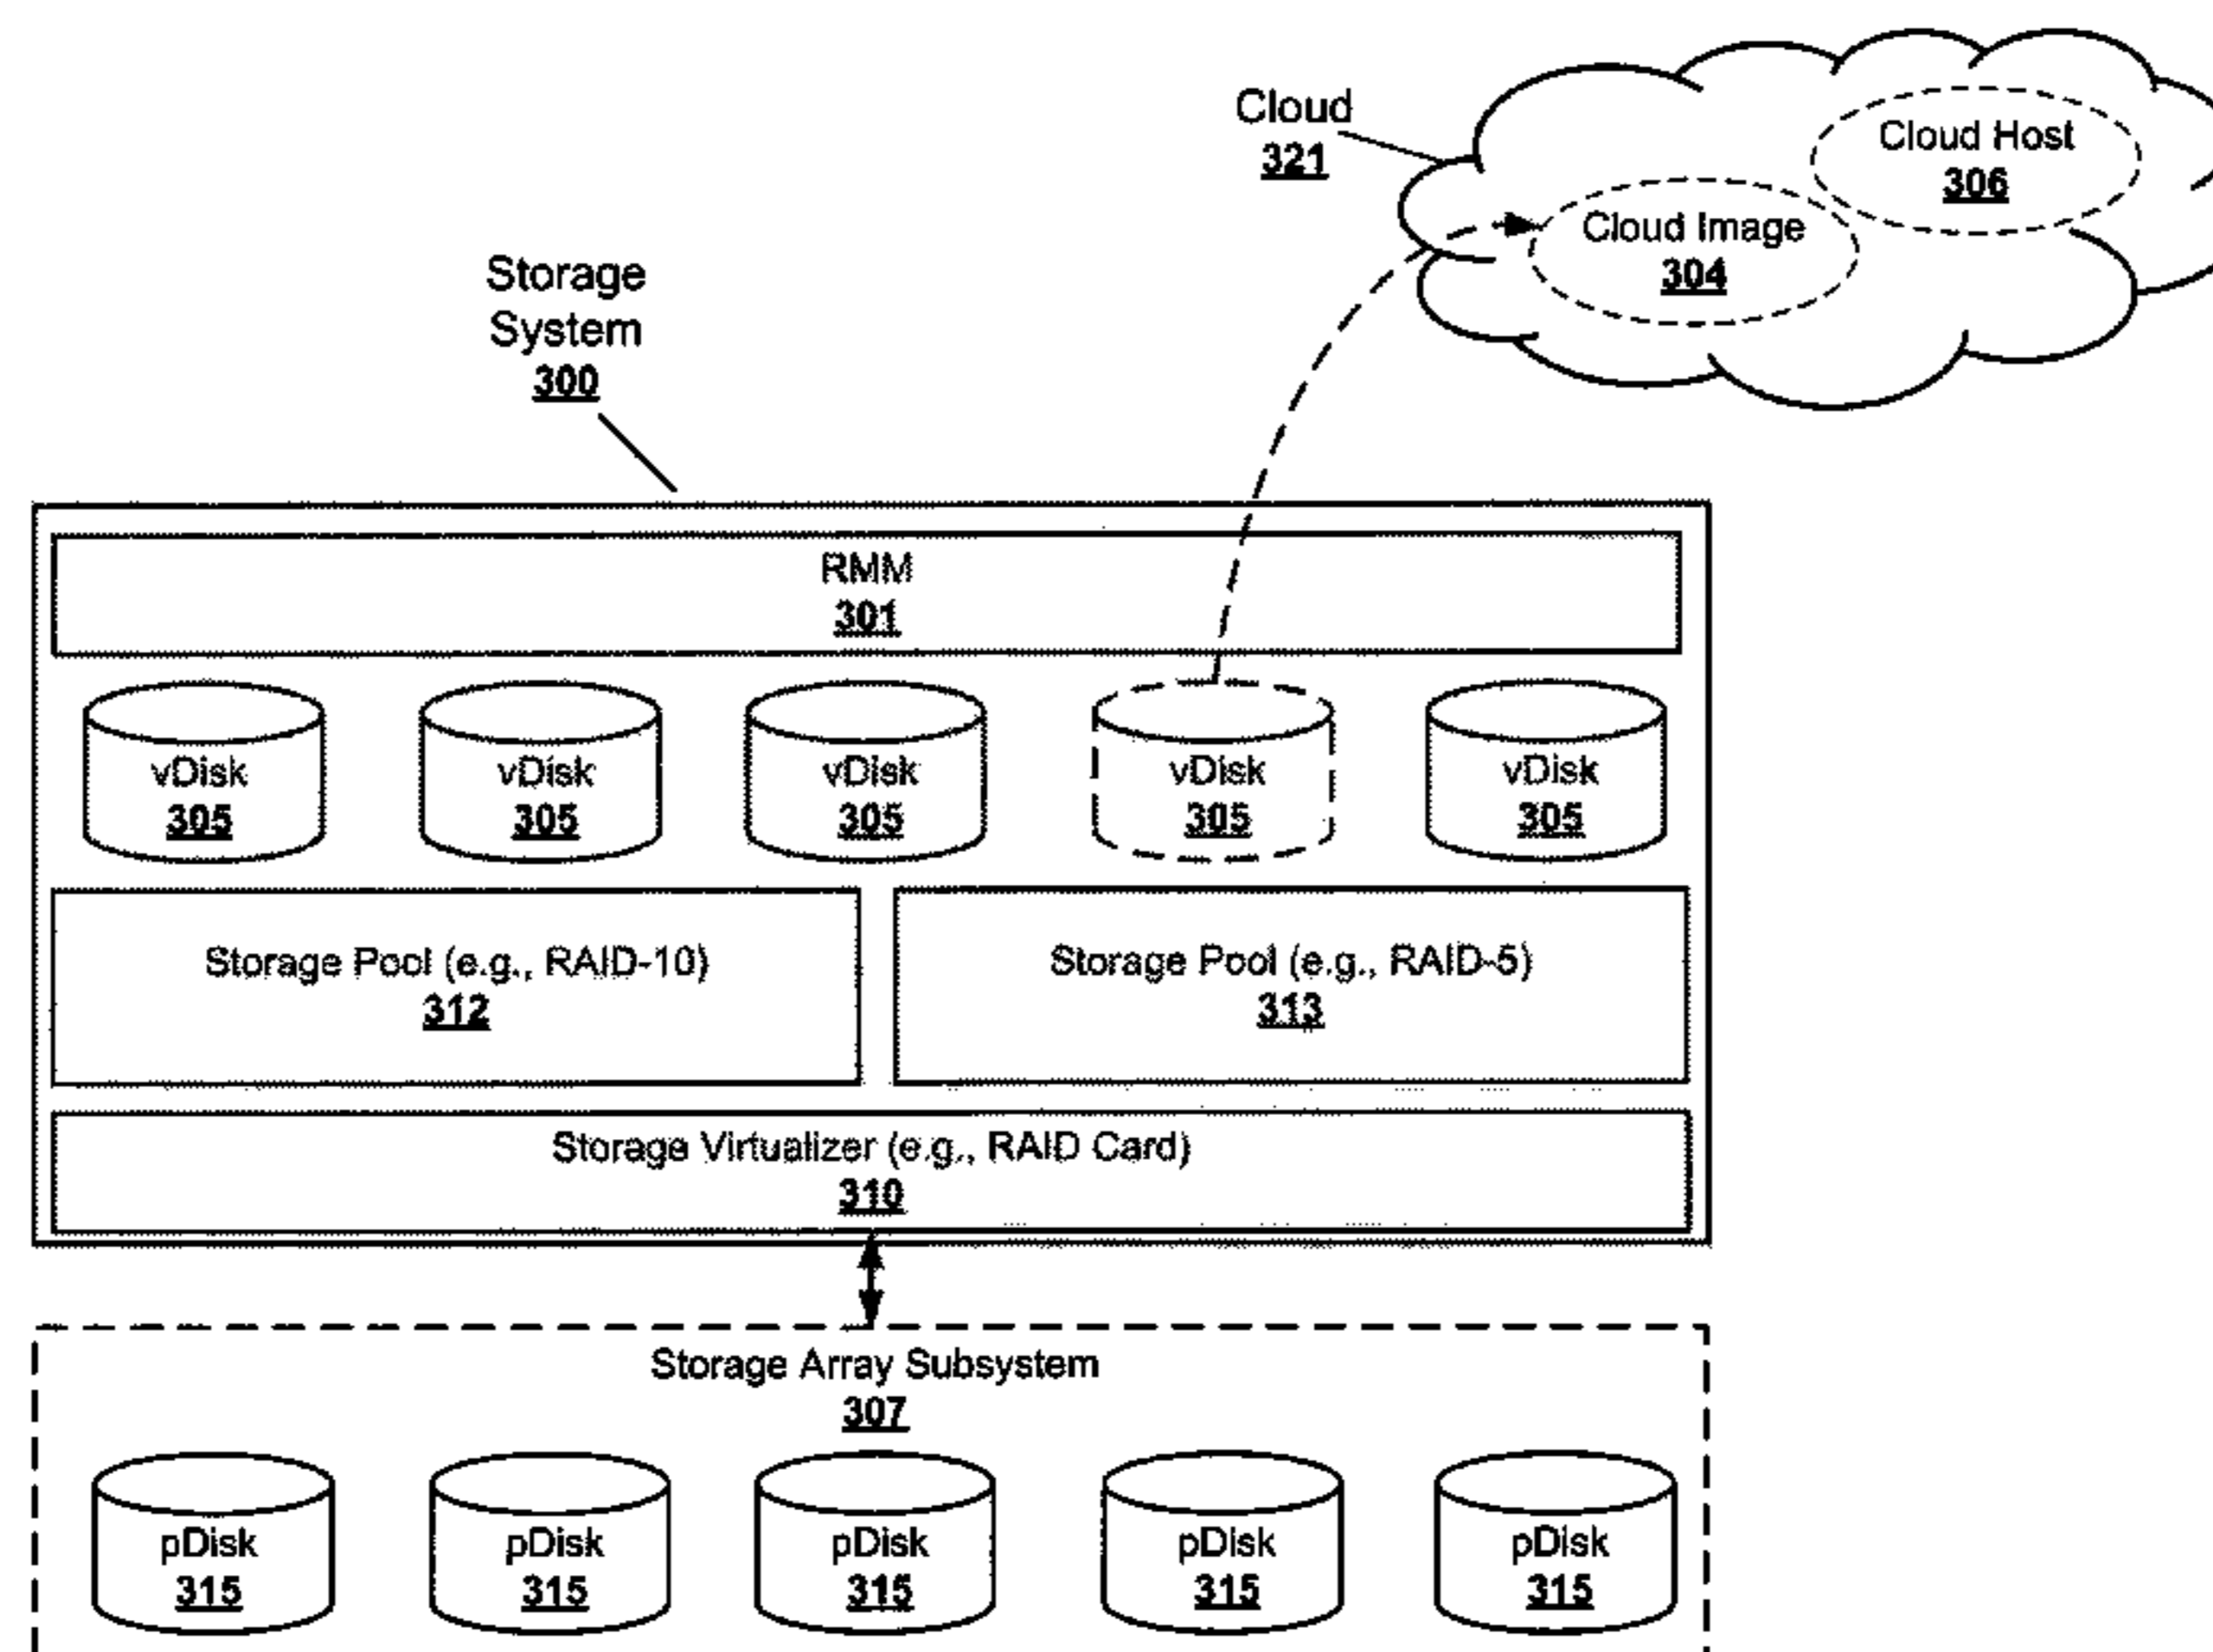 Cloud
321
Cloud Host
306
Cloud Image
304
Storage
System
300
RMM
301
vDisk
305
vDisk
305
vDisk
305
vDisk
305
vDisk
305
Storage Pool (e.g., RAID-10)
312
Storage Pool (e.g., RAID-5)
313
Storage Virtualizer (e.g., RAID Card)
310
Storage Array Subsystem
307
pDisk
315
pDisk
315
pDisk
315
pDisk
315
pDisk
315